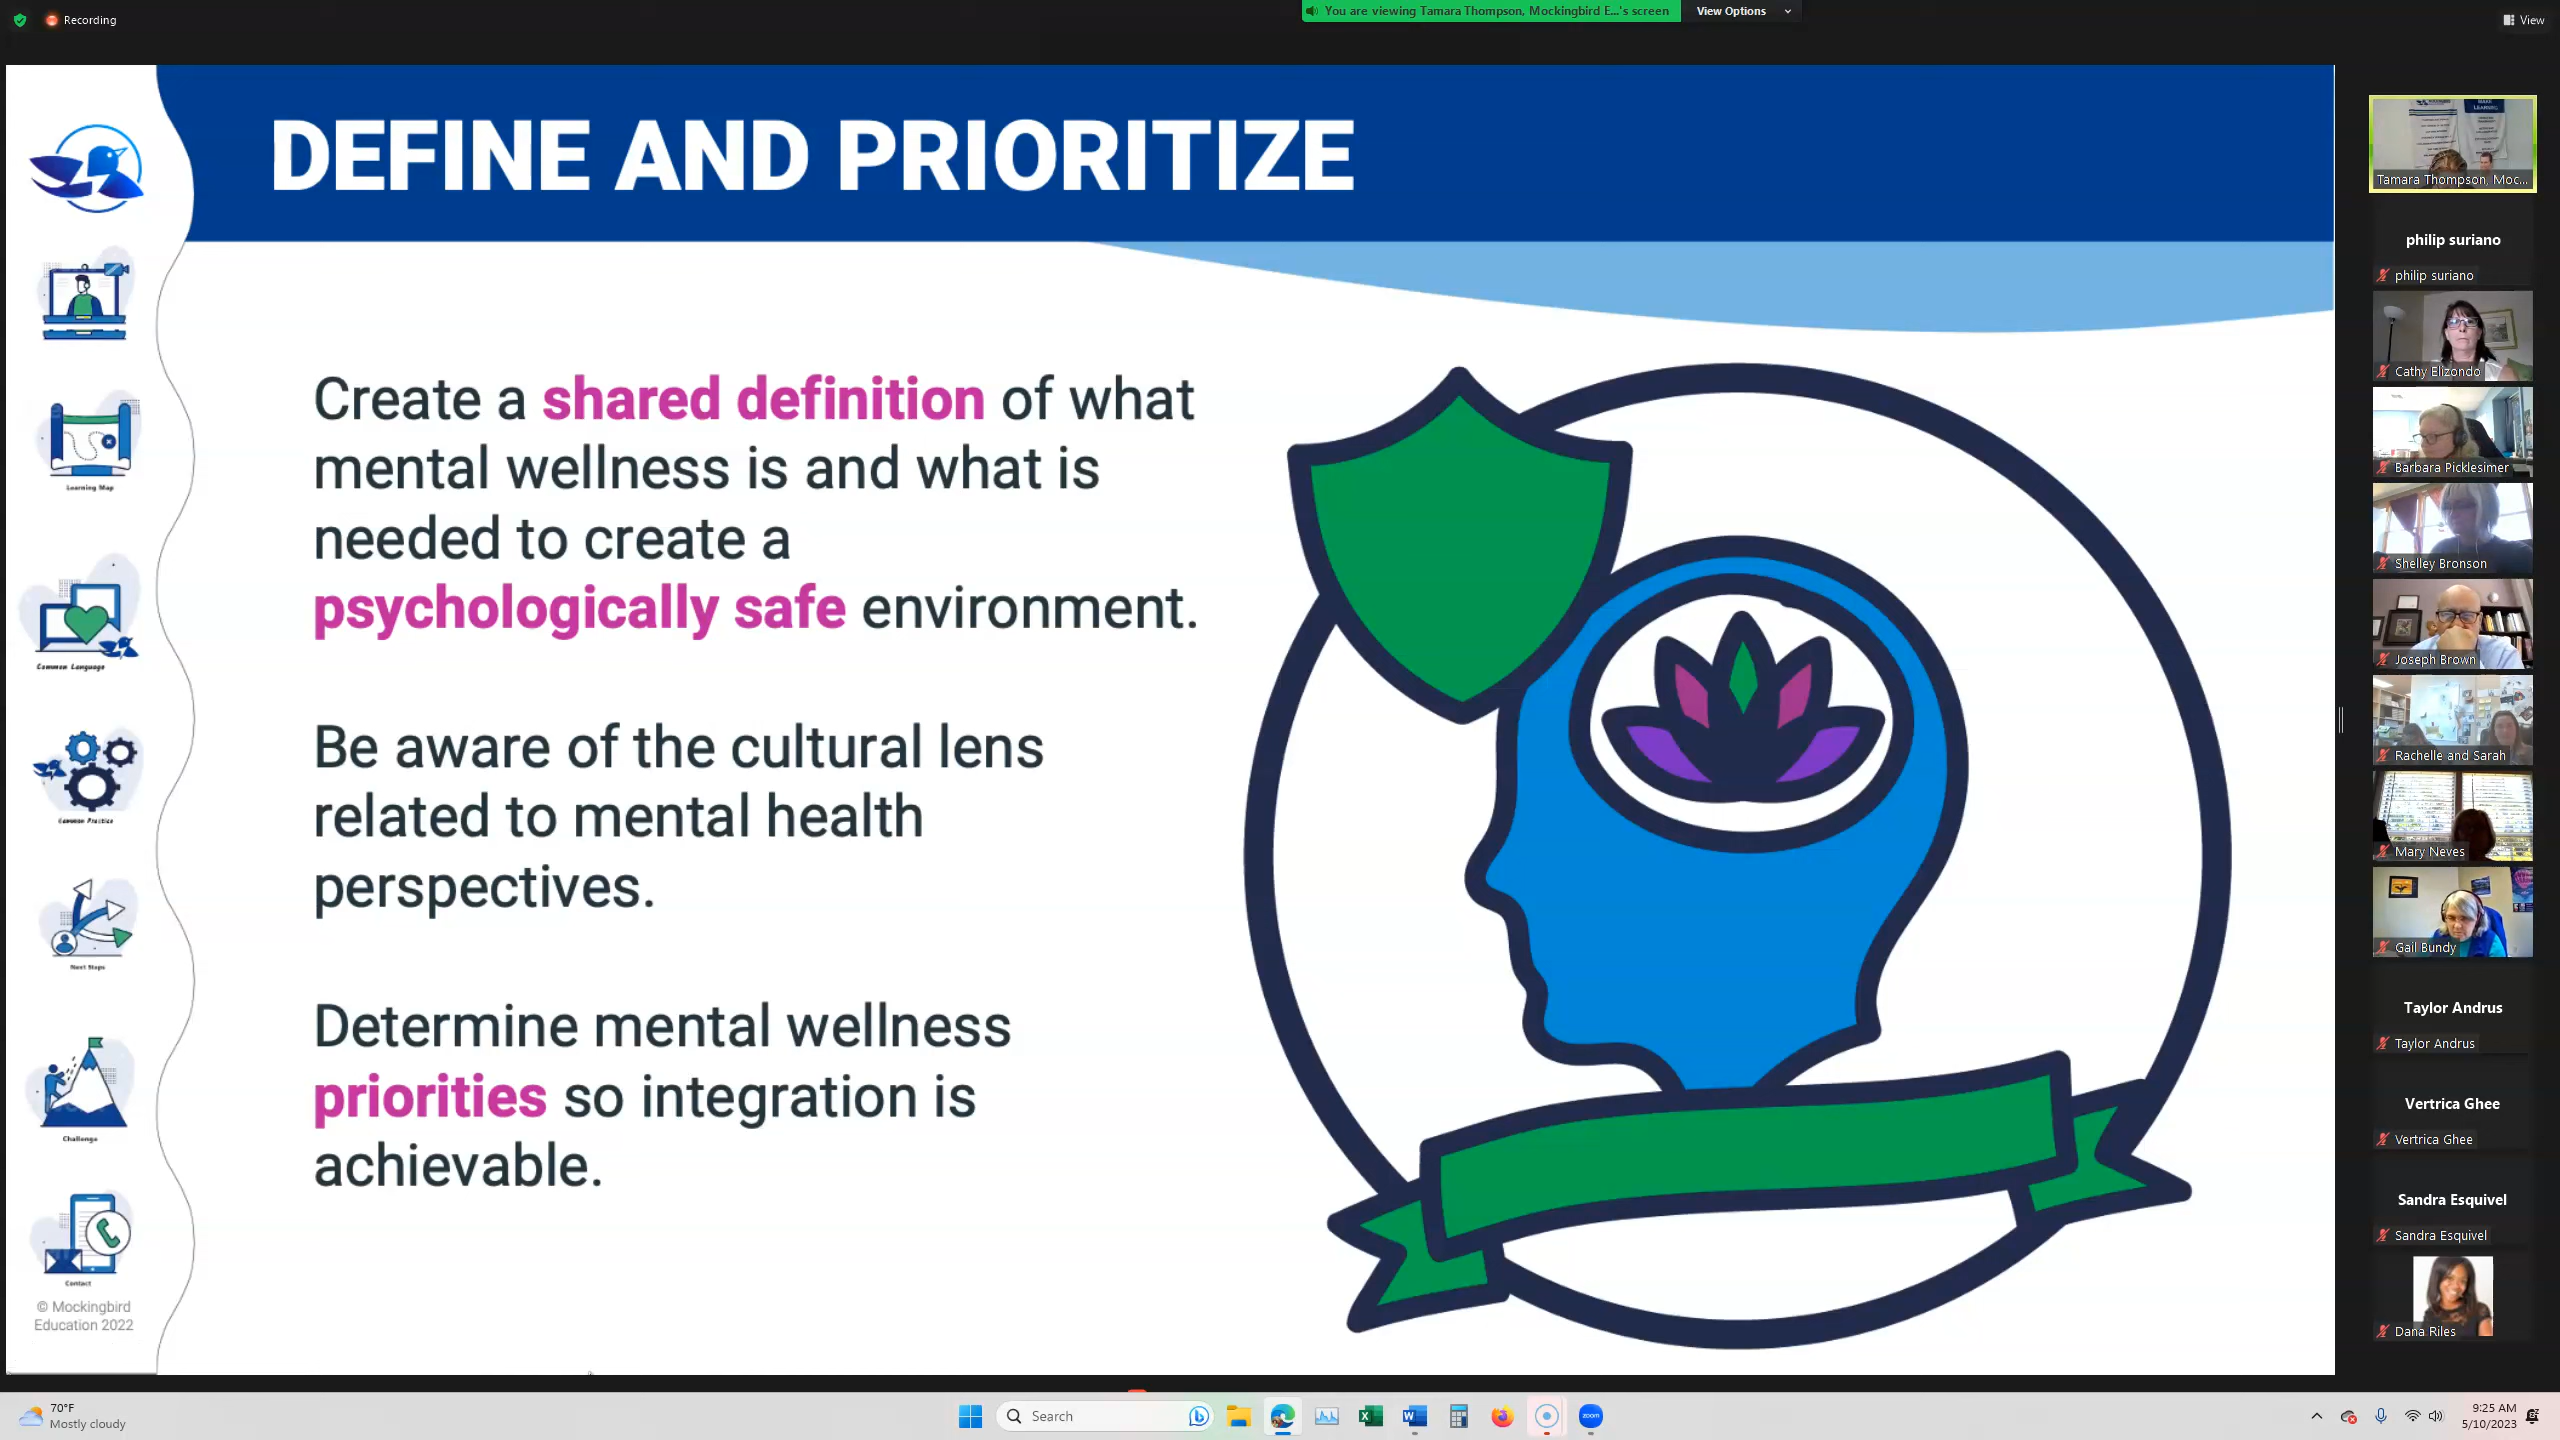 Recording
You are viewing Tamara Thompson, Mockingbird E...'s screen
View Options
View
DEFINE AND PRIORITIZE
Create a shared definition of what
mental wellness is and what is
needed to create a
psychologically safe environment.
Be aware of the cultural lens
related to mental health
perspectives.
Determine mental wellness
priorities so integration is
achievable.
Learning Map
Common Language
Common Practice
Next Steps
Challenge
Contact
© Mockingbird
Education 2022
Tamara Thompson, Moc...
philip suriano
philip suriano
Cathy Elizondo
Barbara Picklesimer
Shelley Bronson
Joseph Brown
Rachelle and Sarah
Mary Neves
Gail Bundy
Taylor Andrus
Taylor Andrus
Vertrica Ghee
Vertrica Ghee
Sandra Esquivel
Sandra Esquivel
Dana Riles
70°F
Mostly cloudy
Search
zoom
9:25 AM
5/10/2023